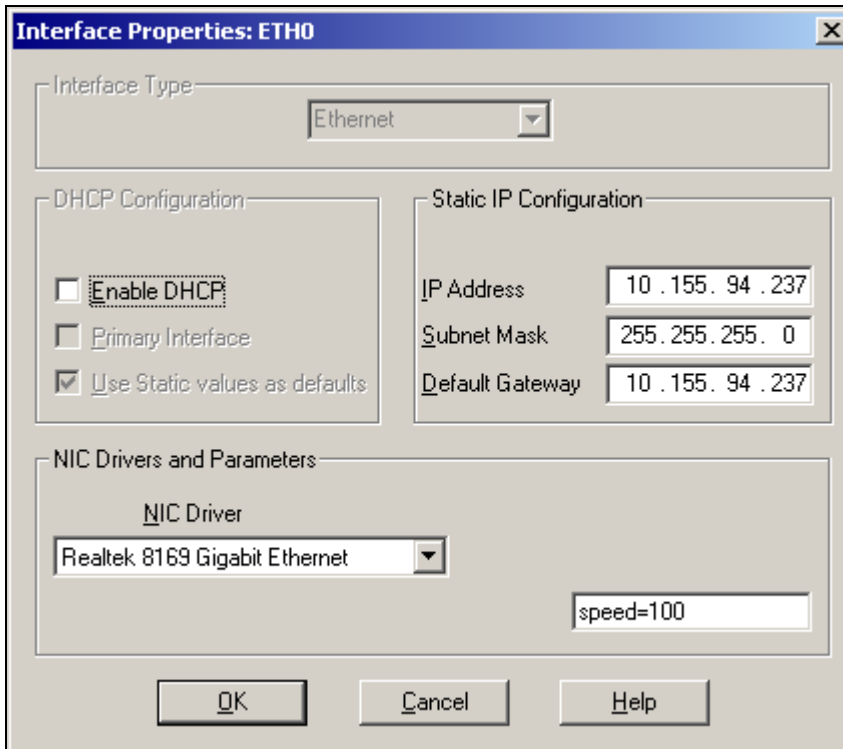 Interface Properties: ETH0
Interface Type
Ethernet
DHCP Configuration
Enable DHCP
Primary Interface
Use Static values as defaults
Static IP Configuration
IP Address 10 . 155 . 94 . 237
Subnet Mask 255 . 255 . 255 . 0
Default Gateway 10 . 155 . 94 . 237
NIC Drivers and Parameters
NIC Driver
Realtek 8169 Gigabit Ethernet
speed=100
OK Cancel Help